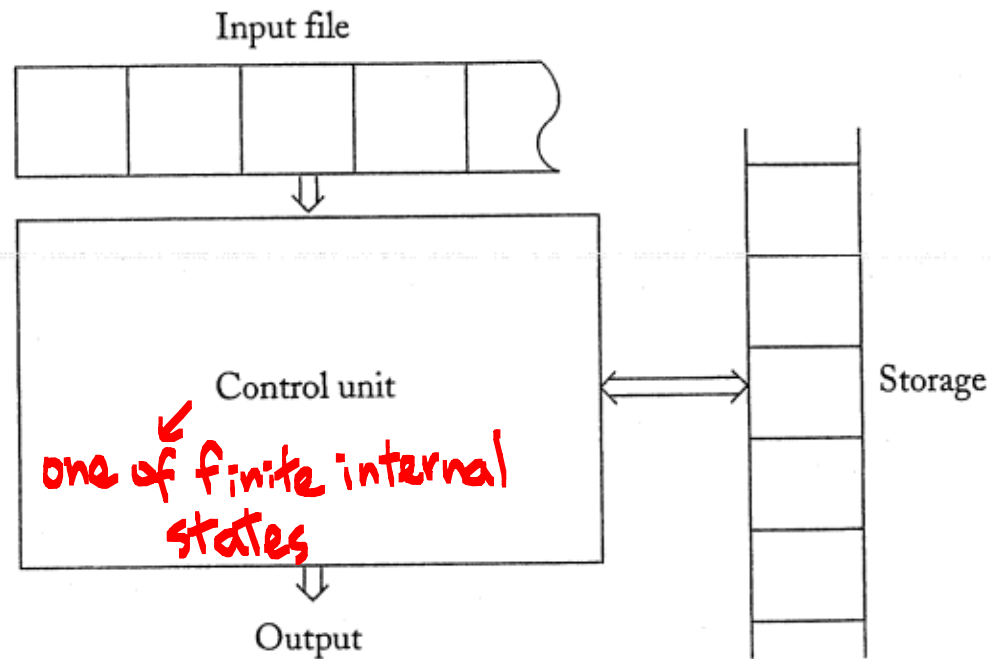 Input file
Storage
Control unit
one of finite internal
states
Output